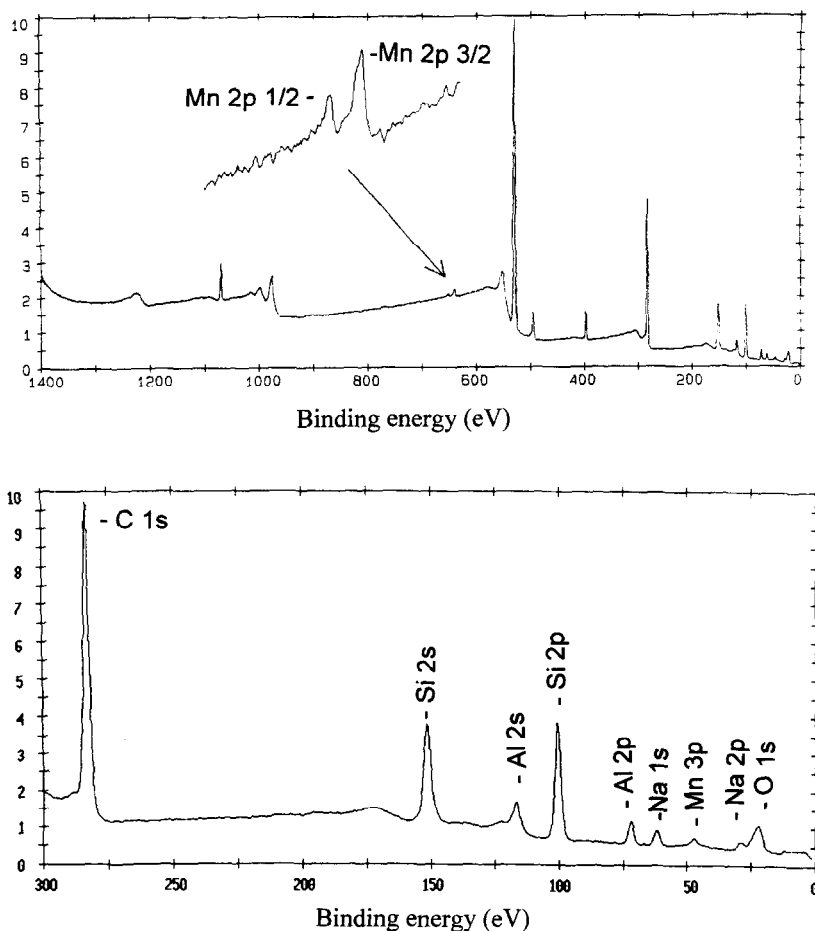 10
9
8
7
6
5
4
3
2
1
0
-Mn 2p 3/2
Mn 2p 1/2 -
1400 1200 1000 800 600 400 200 0
Binding energy (eV)
10
9
8
7
6
5
4
3
2
1
0
- C 1s
- Si 2s
- Al 2s
- Si 2p
- Al 2p
-Na 1s
- Mn 3p
- Na 2p
- O 1s
300 250 200 150 100 50 0
Binding energy (eV)